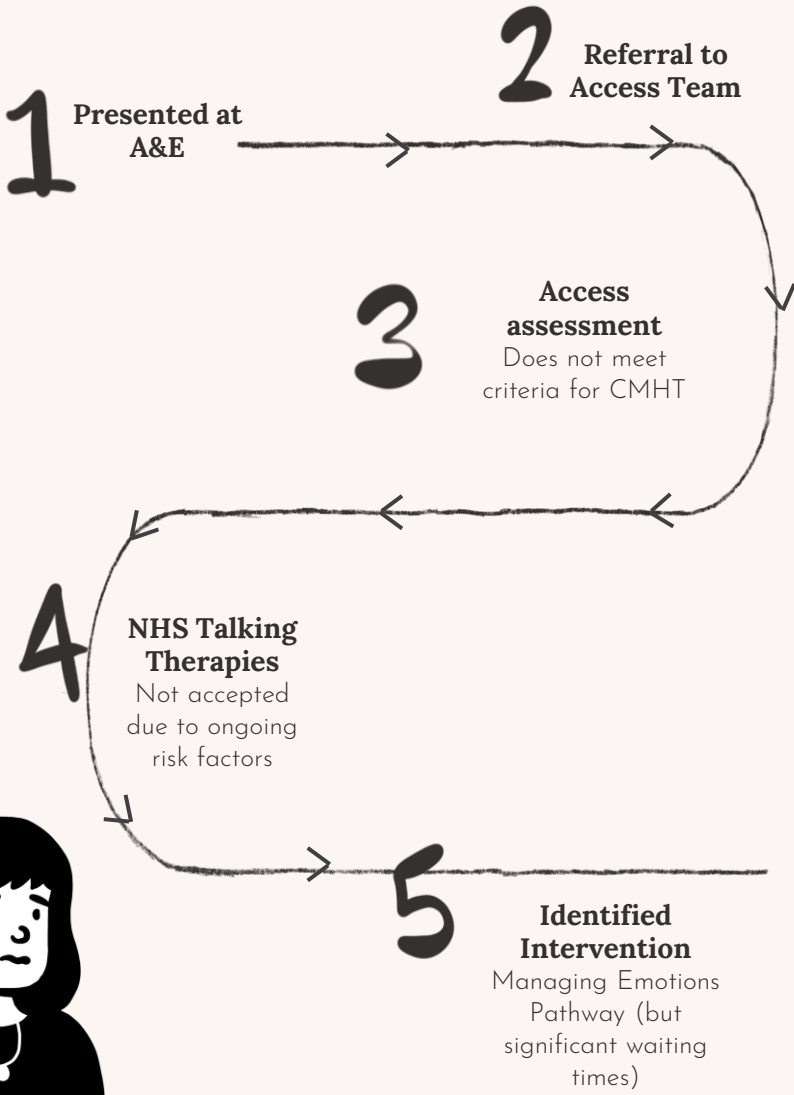 1
Presented at
A&E
2
Referral to
Access Team
3
Access
assessment
Does not meet
criteria for CMHT
4
NHS Talking
Therapies
Not accepted
due to ongoing
risk factors
5
Identified
Intervention
Managing Emotions
Pathway (but
significant waiting
times)